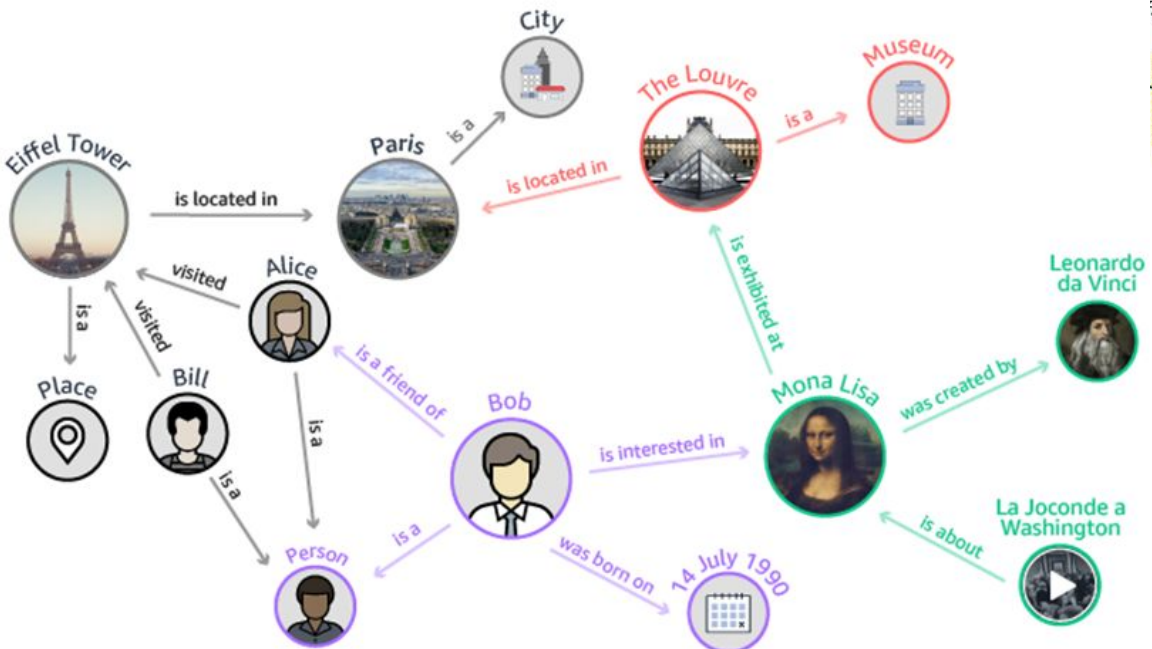 City
Museum
The Louvre
is a
is a
Eiffel Tower
Paris
is located in
is located in
visited
Alice
is exhibited at
Leonardo
da Vinci
is a
visited
Place
Bill
is a friend of
Bob
Mona Lisa
was created by
is a
is interested in
is a
La Joconde a
Washington
is about
Person
is a
was born on
14 July 1990